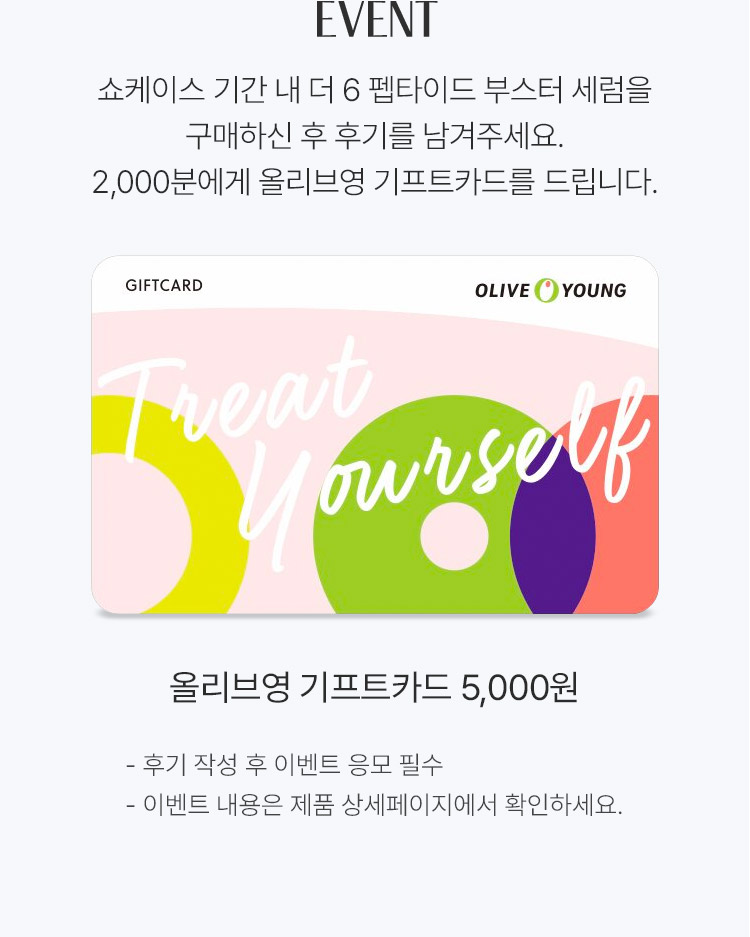 EVENT
쇼케이스 기간 내 더 6 펩타이드 부스터 세럼을
구매하신 후 후기를 남겨주세요.
2,000분에게 올리브영 기프트카드를 드립니다.
GIFTCARD
OLIVE YOUNG
Treat
Yourself
올리브영 기프트카드 5,000원
- 후기 작성 후 이벤트 응모 필수
- 이벤트 내용은 제품 상세페이지에서 확인하세요.